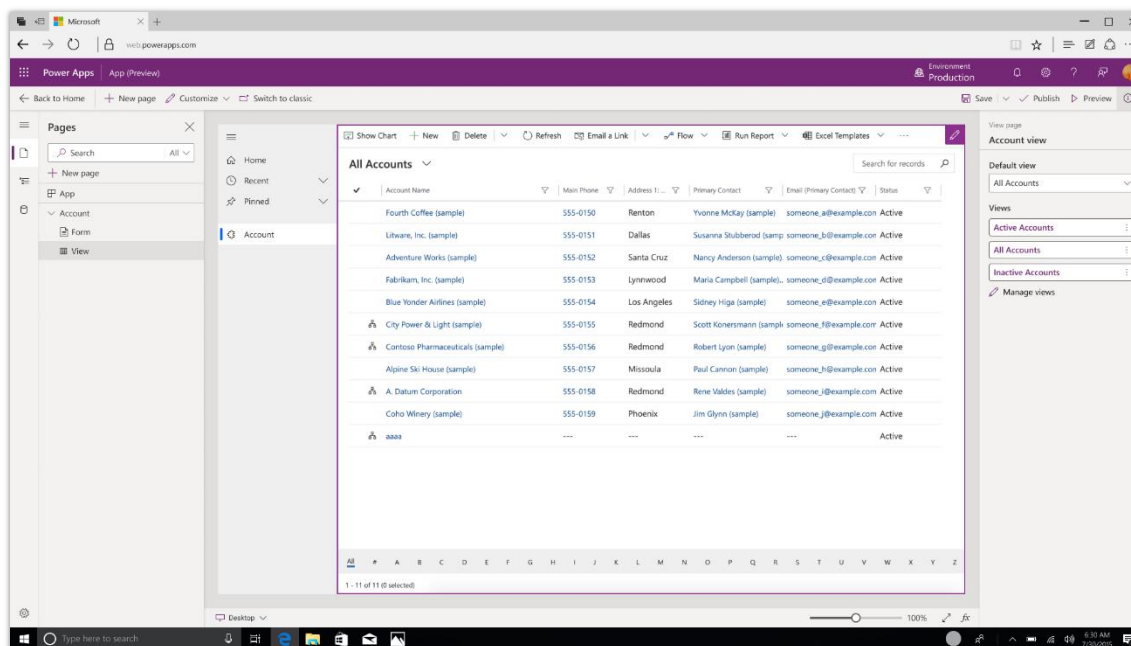 Microsoft
web.powerapps.com
Power Apps App (Preview)
Environment
Production
Back to Home New page Customize Switch to classic
Save Publish Preview
Pages
Search All
New page
App
Account
Form
View
Home
Recent
Pinned
Account
Show Chart New Delete Refresh Email a Link Flow Run Report Excel Templates ...
All Accounts
Search for records
Account Name Main Phone Address 1: ... Primary Contact Email (Primary Contact) Status
Fourth Coffee (sample) 555-0150 Renton Yvonne McKay (sample) someone_a@example.com Active
Litware, Inc. (sample) 555-0151 Dallas Susanna Stubberod (samp someone_b@example.com Active
Adventure Works (sample) 555-0152 Santa Cruz Nancy Anderson (sample) someone_c@example.com Active
Fabrikam, Inc. (sample) 555-0153 Lynnwood Maria Campbell (sample) someone_d@example.com Active
Blue Yonder Airlines (sample) 555-0154 Los Angeles Sidney Higa (sample) someone_e@example.com Active
City Power & Light (sample) 555-0155 Redmond Scott Konersmann (sampl someone_f@example.com Active
Contoso Pharmaceuticals (sample) 555-0156 Redmond Robert Lyon (sample) someone_g@example.com Active
Alpine Ski House (sample) 555-0157 Missoula Paul Cannon (sample) someone_h@example.com Active
A. Datum Corporation 555-0158 Redmond Rene Valdes (sample) someone_i@example.com Active
Coho Winery (sample) 555-0159 Phoenix Jim Glynn (sample) someone_j@example.com Active
aaaa --- --- --- --- Active
All # A B C D E F G H I J K L M N O P Q R S T U V W X Y Z
1 - 11 of 11 (0 selected)
View page
Account view
Default view
All Accounts
Views
Active Accounts
All Accounts
Inactive Accounts
Manage views
Desktop
100%
fx
Type here to search
6:30 AM
7/30/2015